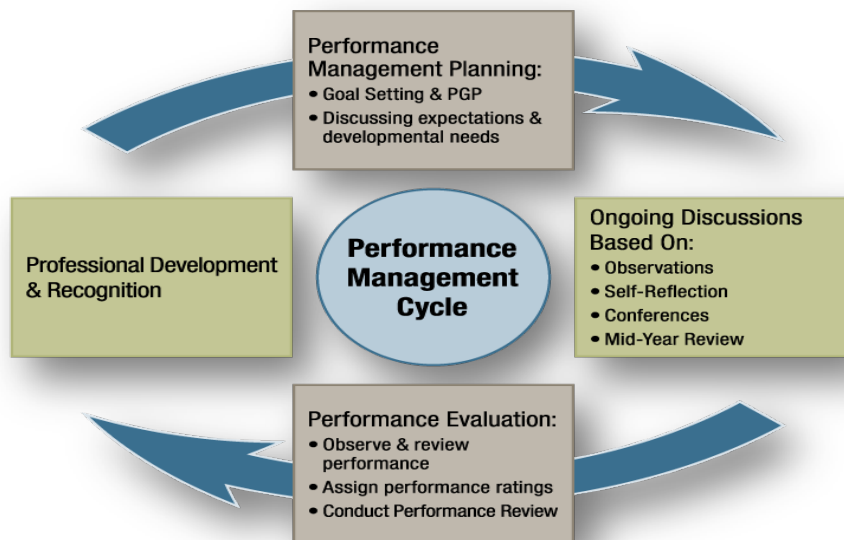 Performance
Management Planning:
• Goal Setting & PGP
• Discussing expectations &
developmental needs
Professional Development
& Recognition
Performance
Management
Cycle
Ongoing Discussions
Based On:
• Observations
• Self-Reflection
• Conferences
• Mid-Year Review
Performance Evaluation:
• Observe & review
performance
• Assign performance ratings
• Conduct Performance Review